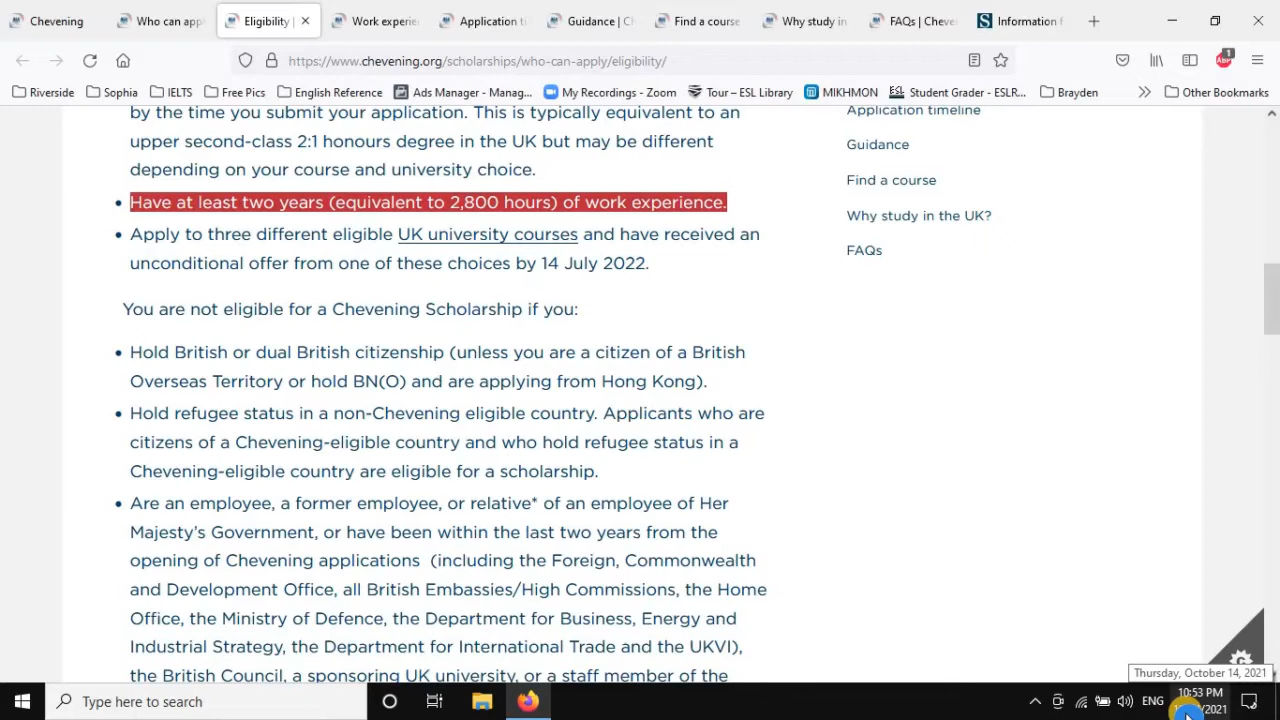 Chevening
Who can app
Eligibility |
Work experie
Application ti
Guidance | Ch
Find a course
Why study in
FAQs | Cheve
Information f
https://www.chevening.org/scholarships/who-can-apply/eligibility/
Riverside
Sophia
IELTS
Free Pics
English Reference
Ads Manager - Manag...
My Recordings - Zoom
Tour – ESL Library
MIKHMON
Student Grader - ESLR...
Brayden
Other Bookmarks
by the time you submit your application. This is typically equivalent to an
upper second-class 2:1 honours degree in the UK but may be different
depending on your course and university choice.
Have at least two years (equivalent to 2,800 hours) of work experience.
Apply to three different eligible UK university courses and have received an
unconditional offer from one of these choices by 14 July 2022.
You are not eligible for a Chevening Scholarship if you:
Hold British or dual British citizenship (unless you are a citizen of a British
Overseas Territory or hold BN(O) and are applying from Hong Kong).
Hold refugee status in a non-Chevening eligible country. Applicants who are
citizens of a Chevening-eligible country and who hold refugee status in a
Chevening-eligible country are eligible for a scholarship.
Are an employee, a former employee, or relative* of an employee of Her
Majesty's Government, or have been within the last two years from the
opening of Chevening applications (including the Foreign, Commonwealth
and Development Office, all British Embassies/High Commissions, the Home
Office, the Ministry of Defence, the Department for Business, Energy and
Industrial Strategy, the Department for International Trade and the UKVI),
the British Council, a sponsoring UK university, or a staff member of the
Application timeline
Guidance
Find a course
Why study in the UK?
FAQs
Thursday, October 14, 2021
Type here to search
ENG
10:53 PM